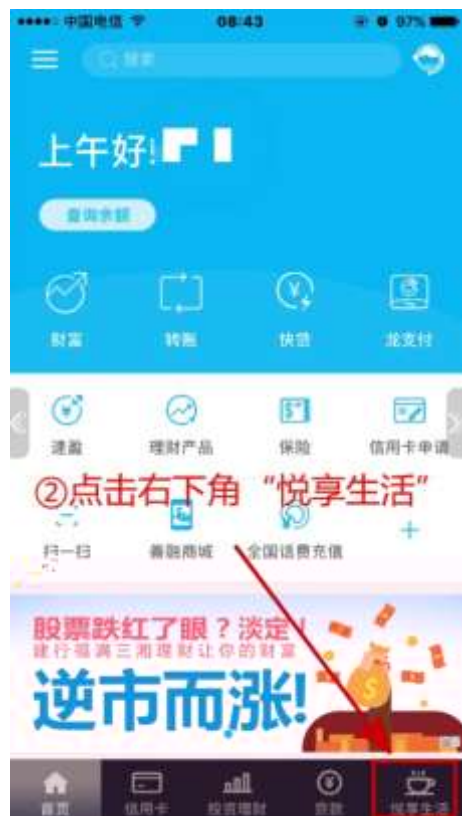 中国电信 08:43 97%
搜索
上午好!
查询余额
财富 转账 快贷 龙支付
速盈 理财产品 保险 信用卡申请
②点击右下角“悦享生活”
扫一扫 善融商城 全国话费充值
股票跌红了眼？淡定！
建行福满三湘理财让你的财富
逆市而涨!
首页 信用卡 投资理财 贷款 悦享生活